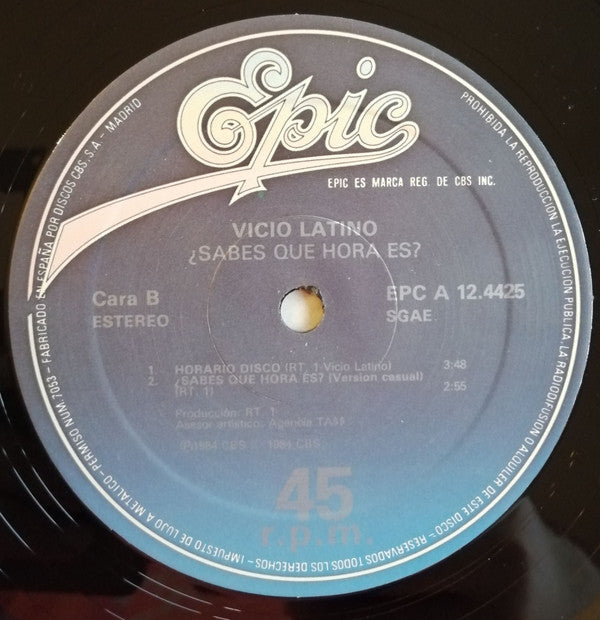 Epic
EPIC ES MARCA REG. DE CBS INC.
VICIO LATINO
¿SABES QUE HORA ES?
Cara B
ESTEREO
EPC A 12.4425
SGAE
1. HORARIO DISCO (RT. 1 Vicio Latino) 3:48
2. ¿SABES QUE HORA ES? (Version casual)
(RT. 1) 2:55
Producción: RT. 1
Asesor artístico: Agencia TASS
(P) 1984 CBS 1984 CBS
45
r.p.m.
PROHIBIDA LA REPRODUCCION, LA EJECUCION PUBLICA, LA RADIODIFUSION O ALQUILER DE ESTE DISCO – RESERVADOS TODOS LOS DERECHOS – IMPUESTO DE LUJO A METALICO – PERMISO NUM. 7053 – FABRICADO EN ESPAÑA POR DISCOS CBS, S.A. – MADRID